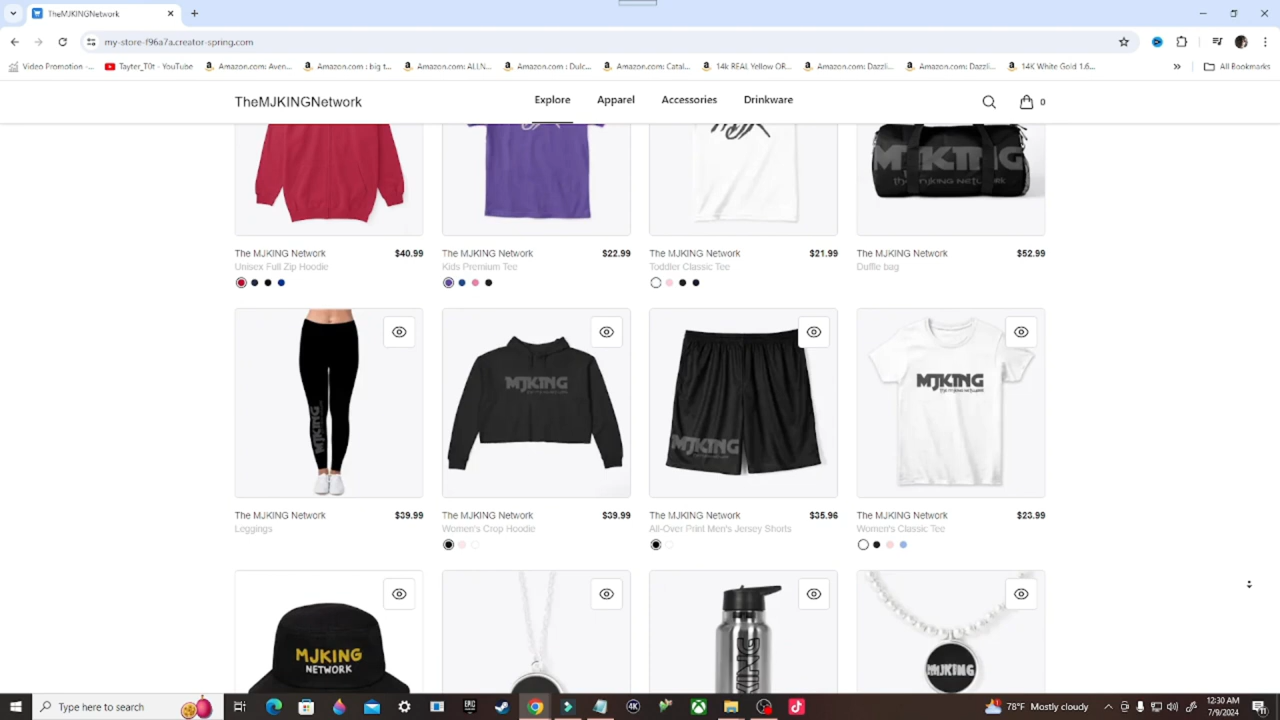 TheMJKINGNetwork
my-store-f96a7a.creator-spring.com
Video Promotion -... Tayter_T0t - YouTube Amazon.com: Aven... Amazon.com : big t... Amazon.com: ALLN... Amazon.com : Dulc... Amazon.com: Catal... 14k REAL Yellow OR... Amazon.com: Dazzli... Amazon.com: Dazzli... 14K White Gold 1.6... » All Bookmarks
TheMJKINGNetwork Explore Apparel Accessories Drinkware 0
MJKING
The MJKING Network $40.99 The MJKING Network $22.99 The MJKING Network $21.99 The MJKING Network $52.99
Unisex Full Zip Hoodie Kids Premium Tee Toddler Classic Tee Duffle bag
MJKING MJKING MJKING MJKING
The MJKING Network $39.99 The MJKING Network $39.99 The MJKING Network $35.96 The MJKING Network $23.99
Leggings Women's Crop Hoodie All-Over Print Men's Jersey Shorts Women's Classic Tee
MJKING
NETWORK
MJKING
Type here to search EPIC 4K 78°F Mostly cloudy 12:30 AM
7/9/2024